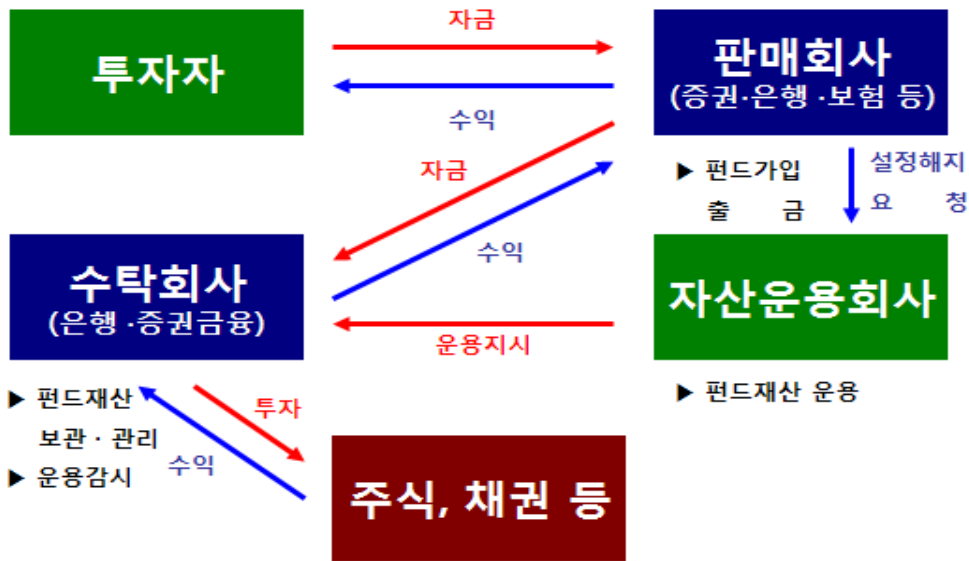 자금
투자자
판매회사
(증권·은행 ·보험 등)
수익
자금
▶ 펀드가입
출 금
설정해지
요 청
수익
수탁회사
(은행 ·증권금융)
자산운용회사
운용지시
▶ 펀드재산
보관 · 관리
▶ 운용감시
투자
수익
▶ 펀드재산 운용
주식, 채권 등